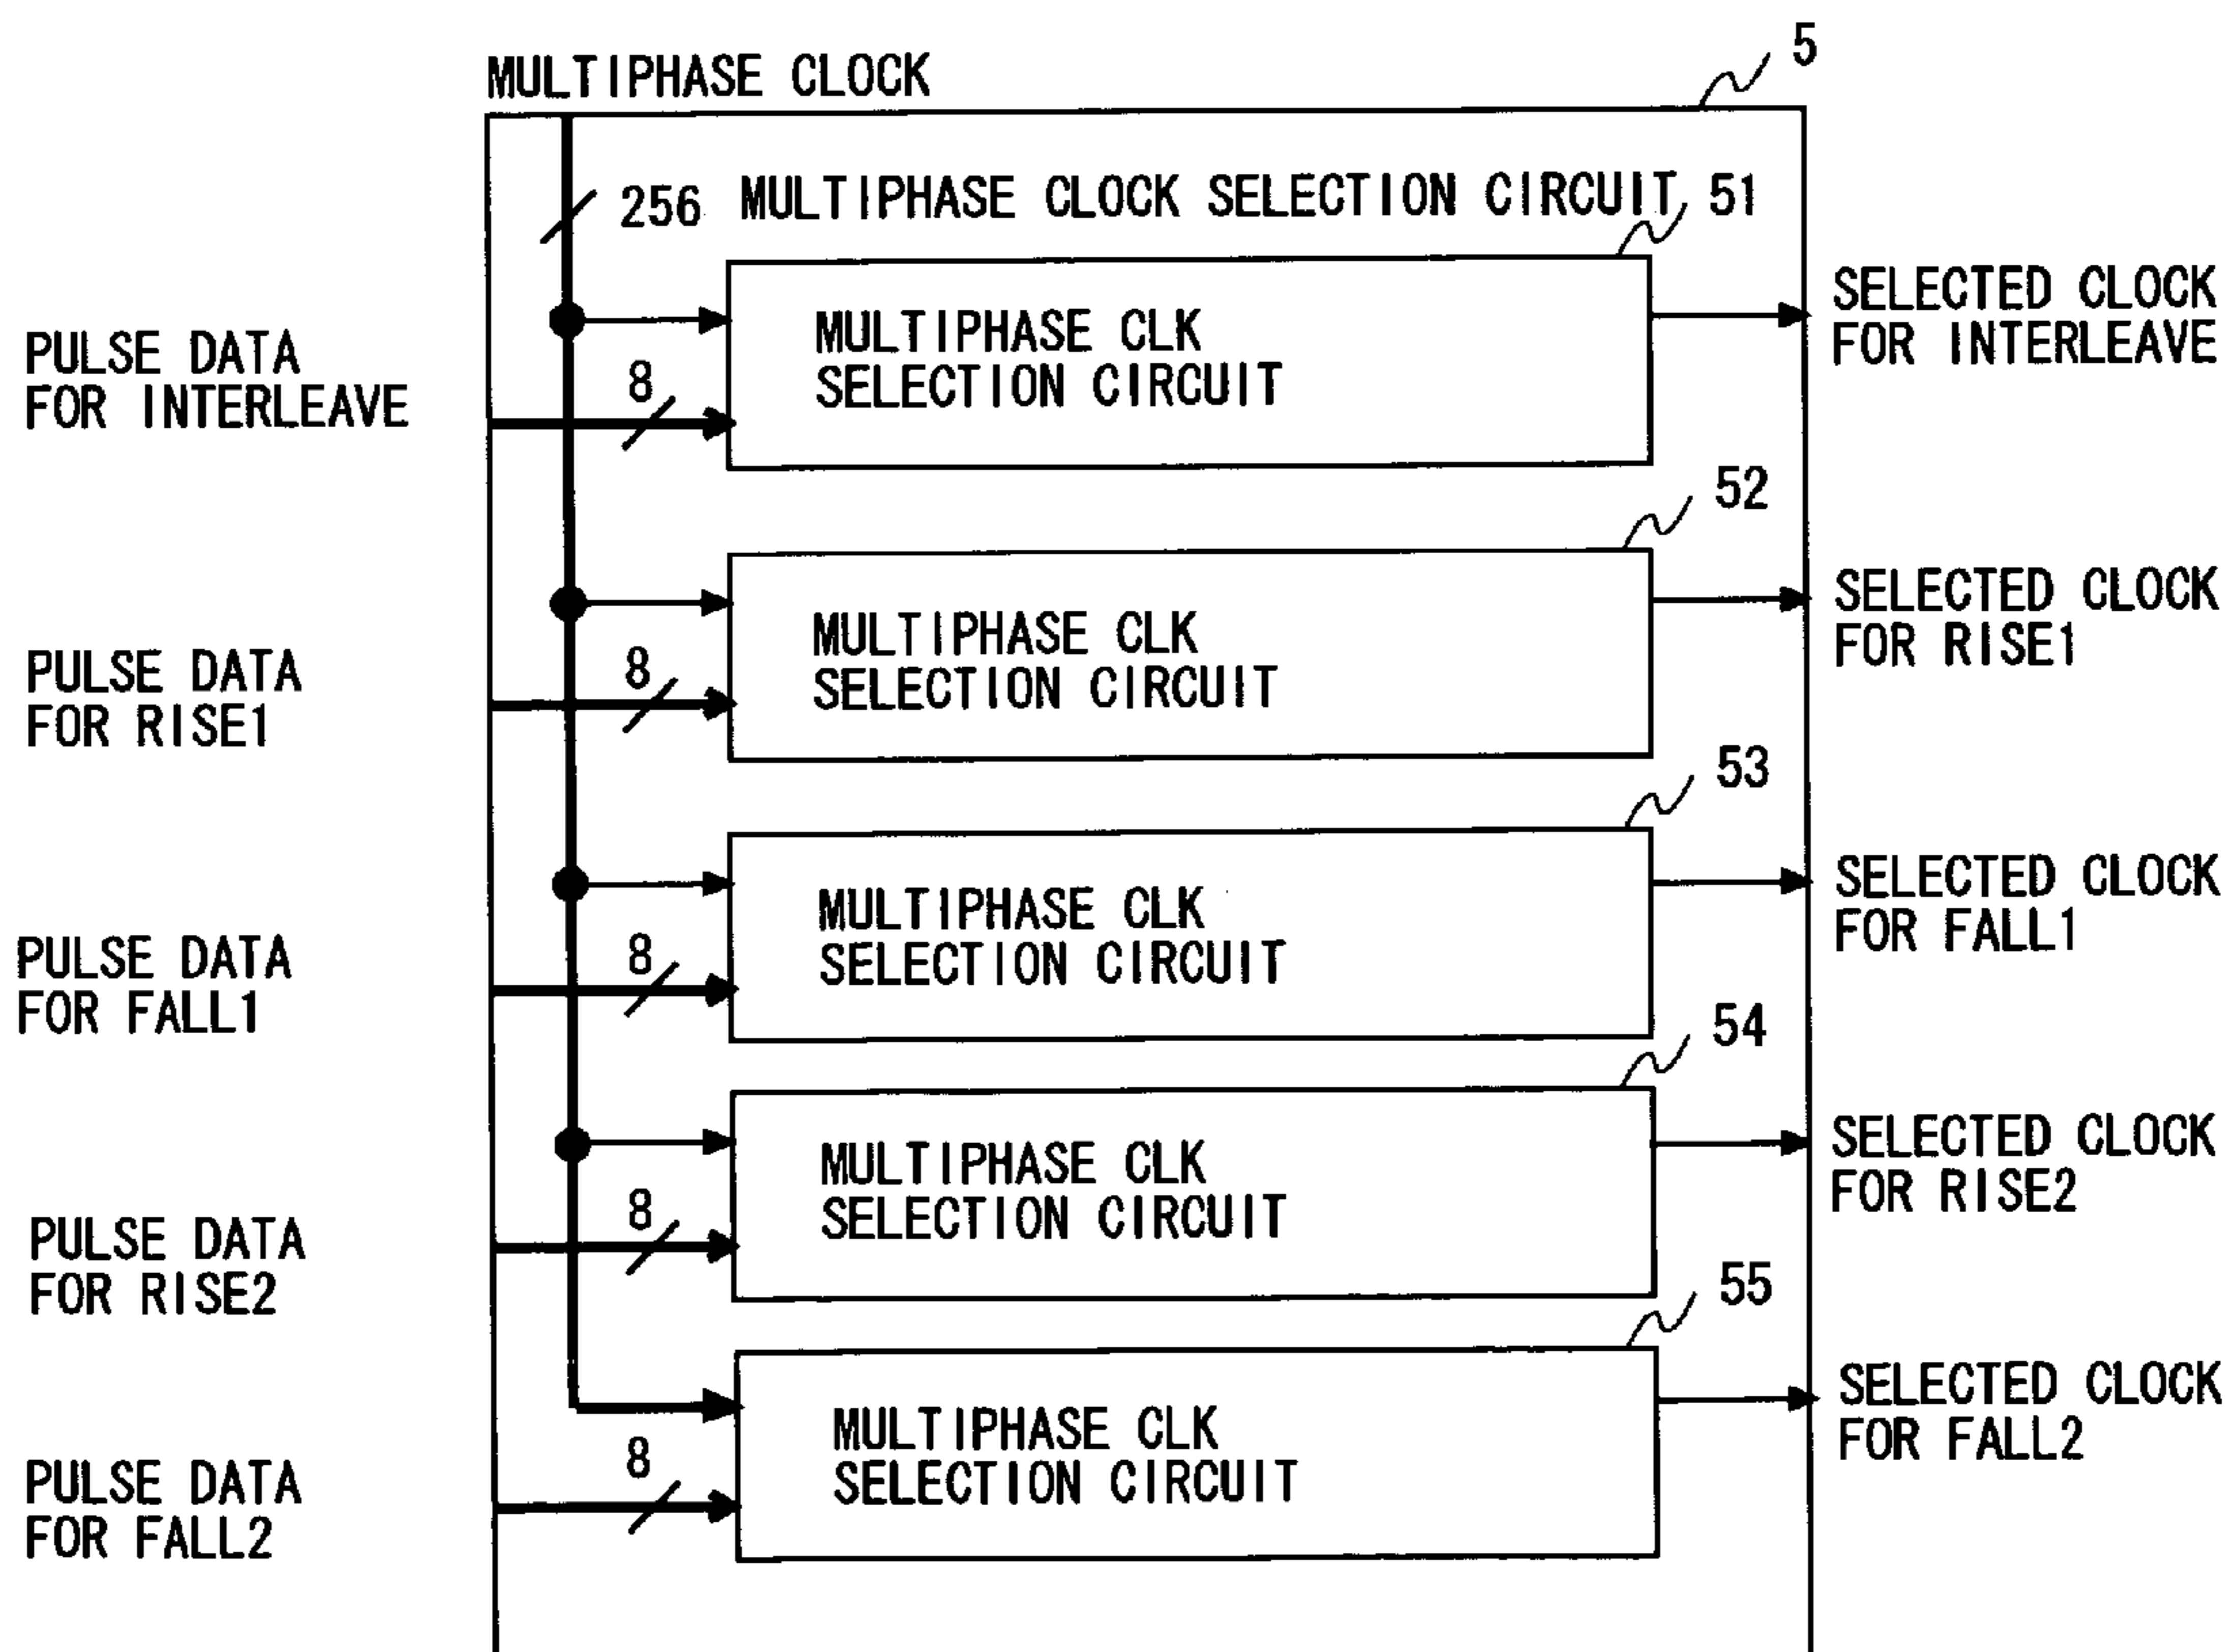 5
MULTIPHASE CLOCK
256
MULTIPHASE CLOCK SELECTION CIRCUIT
51
PULSE DATA
FOR INTERLEAVE
8
MULTIPHASE CLK
SELECTION CIRCUIT
SELECTED CLOCK
FOR INTERLEAVE
52
PULSE DATA
FOR RISE1
8
MULTIPHASE CLK
SELECTION CIRCUIT
SELECTED CLOCK
FOR RISE1
53
PULSE DATA
FOR FALL1
8
MULTIPHASE CLK
SELECTION CIRCUIT
SELECTED CLOCK
FOR FALL1
54
PULSE DATA
FOR RISE2
8
MULTIPHASE CLK
SELECTION CIRCUIT
SELECTED CLOCK
FOR RISE2
55
PULSE DATA
FOR FALL2
8
MULTIPHASE CLK
SELECTION CIRCUIT
SELECTED CLOCK
FOR FALL2